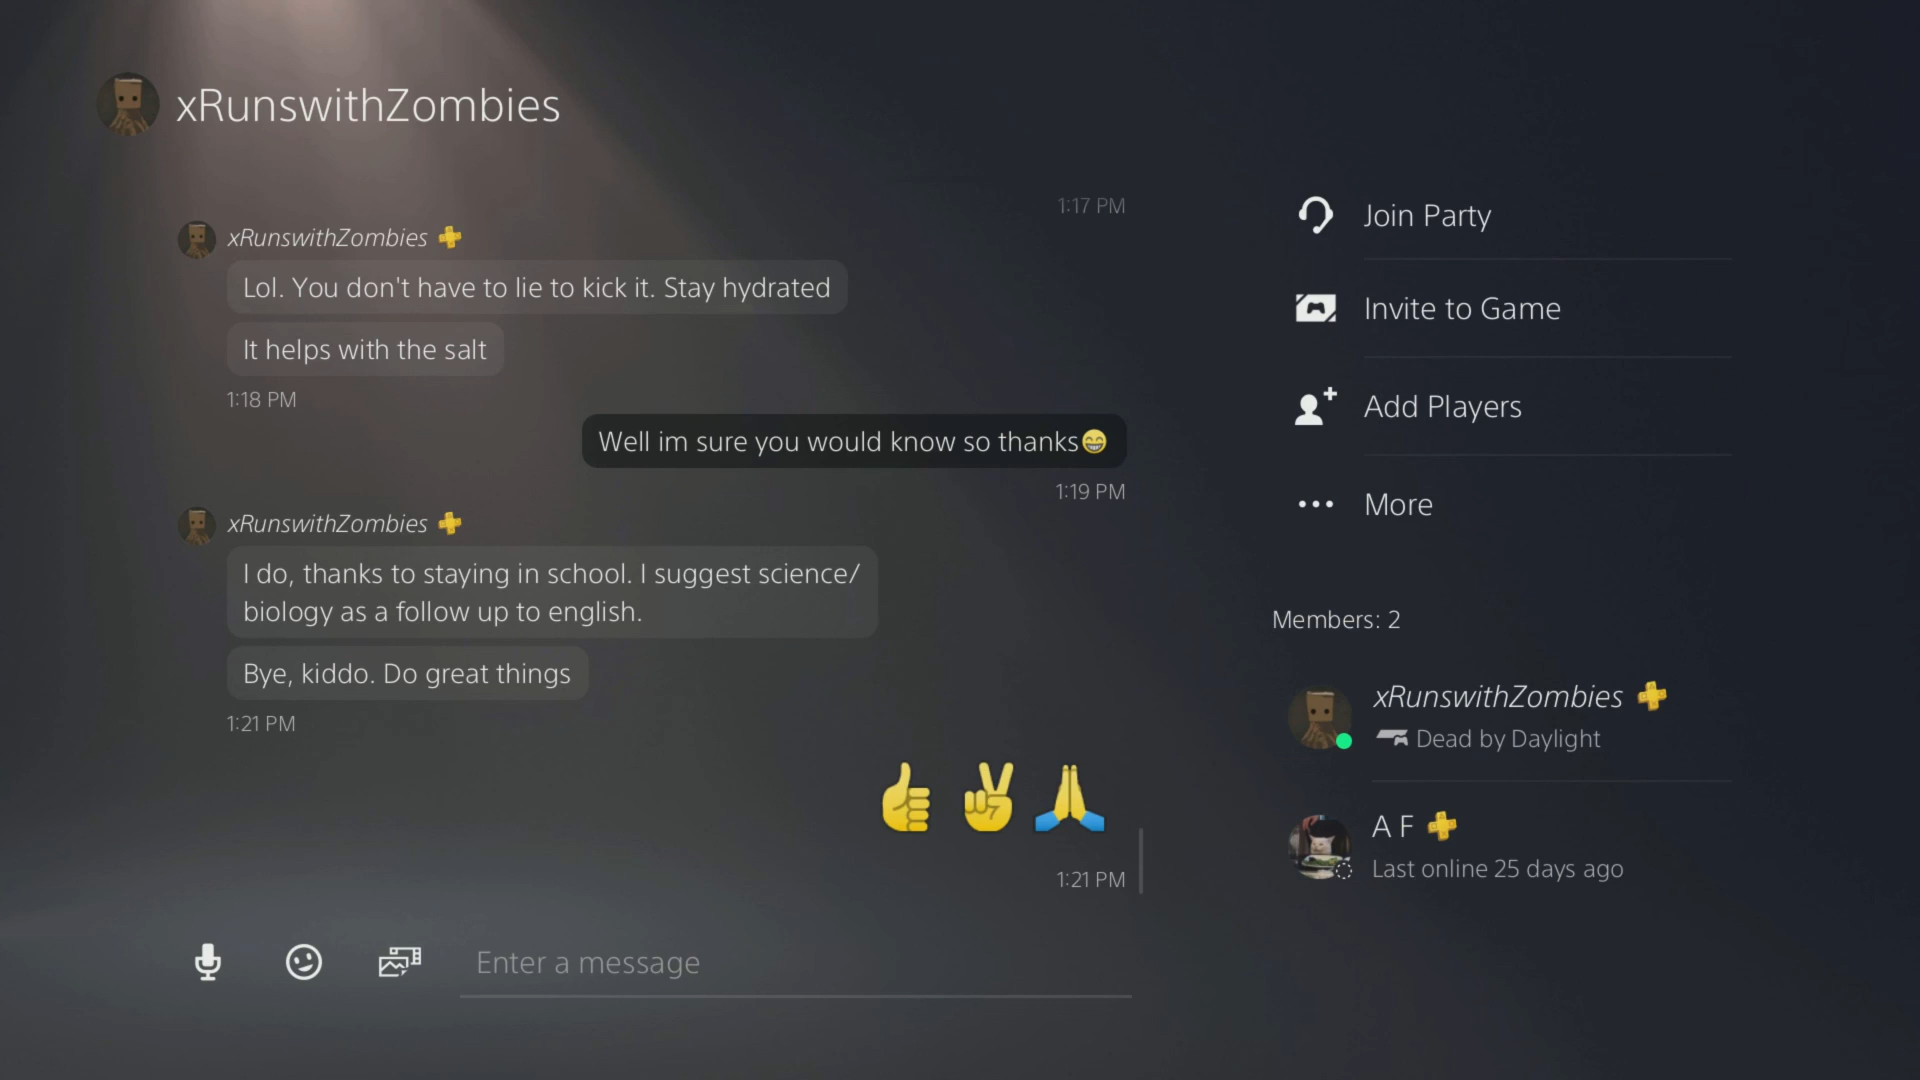 xRunswithZombies
1:17 PM
xRunswithZombies
Lol. You don't have to lie to kick it. Stay hydrated
It helps with the salt
1:18 PM
Well im sure you would know so thanks😁
1:19 PM
xRunswithZombies
I do, thanks to staying in school. I suggest science/
biology as a follow up to english.
Bye, kiddo. Do great things
1:21 PM
👍 ✌ 🙏
1:21 PM
Enter a message
Join Party
Invite to Game
Add Players
More
Members: 2
xRunswithZombies
Dead by Daylight
A F
Last online 25 days ago